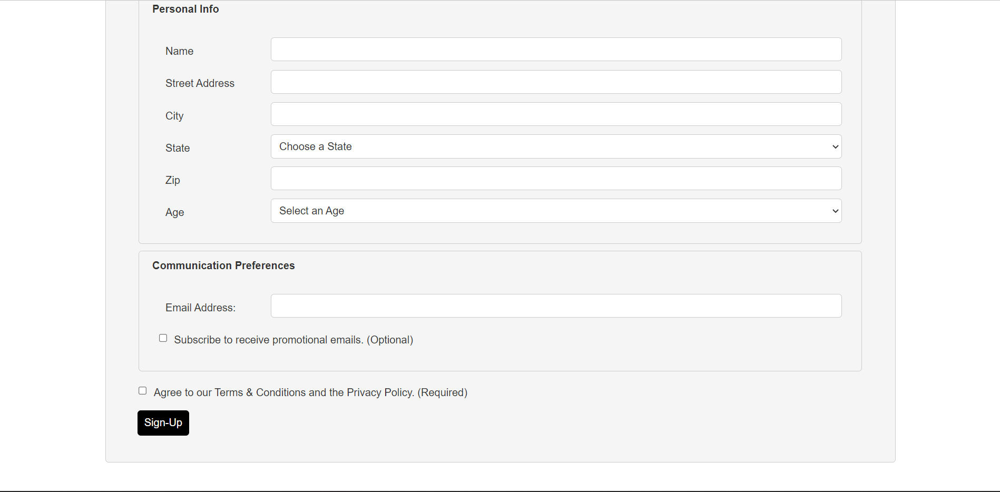 Personal Info
Name
Street Address
City
State Choose a State
Zip
Age Select an Age
Communication Preferences
Email Address:
Subscribe to receive promotional emails. (Optional)
Agree to our Terms & Conditions and the Privacy Policy. (Required)
Sign-Up